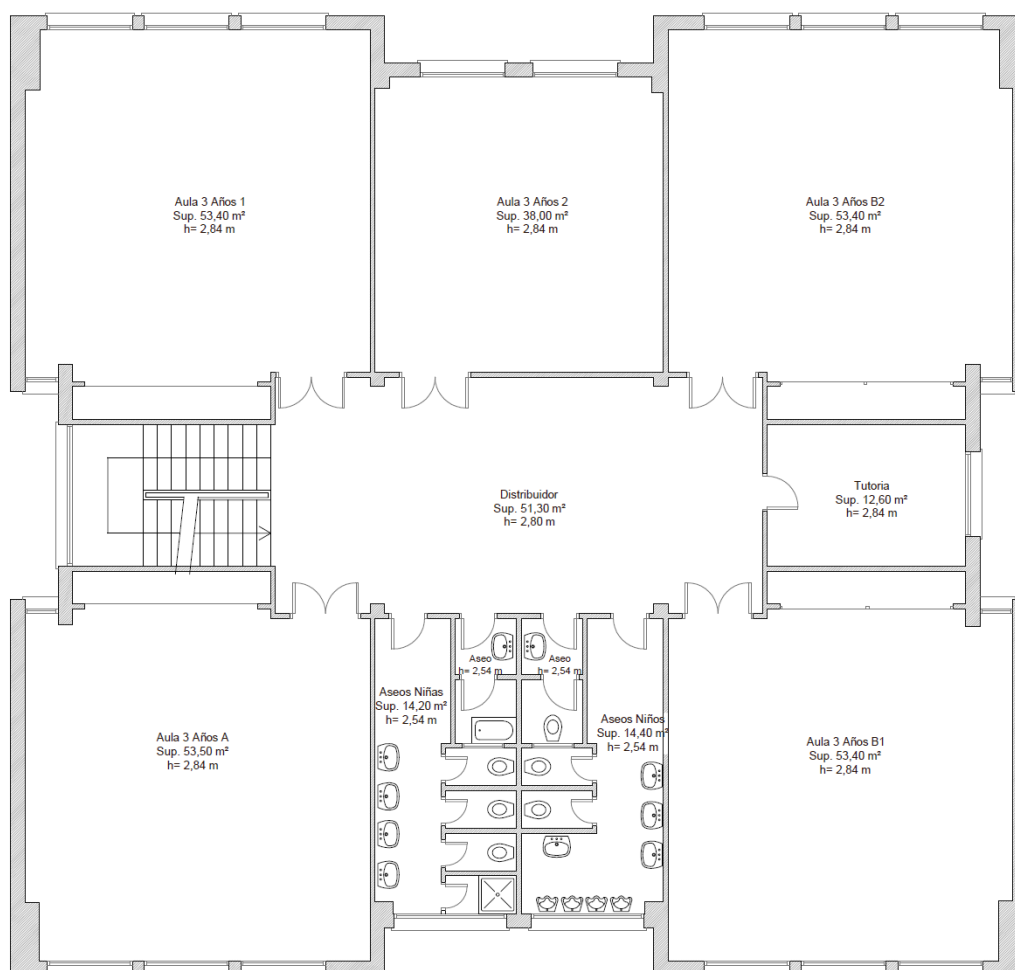 Aula 3 Años 1
Sup. 53,40 m²
h= 2,84 m
Aula 3 Años 2
Sup. 38,00 m²
h= 2,84 m
Aula 3 Años B2
Sup. 53,40 m²
h= 2,84 m
Distribuidor
Sup. 51,30 m²
h= 2,80 m
Tutoria
Sup. 12,60 m²
h= 2,84 m
Aseo
h= 2,54 m
Aseo
h= 2,54 m
Aseos Niñas
Sup. 14,20 m²
h= 2,54 m
Aseos Niños
Sup. 14,40 m²
h= 2,54 m
Aula 3 Años A
Sup. 53,50 m²
h= 2,84 m
Aula 3 Años B1
Sup. 53,40 m²
h= 2,84 m